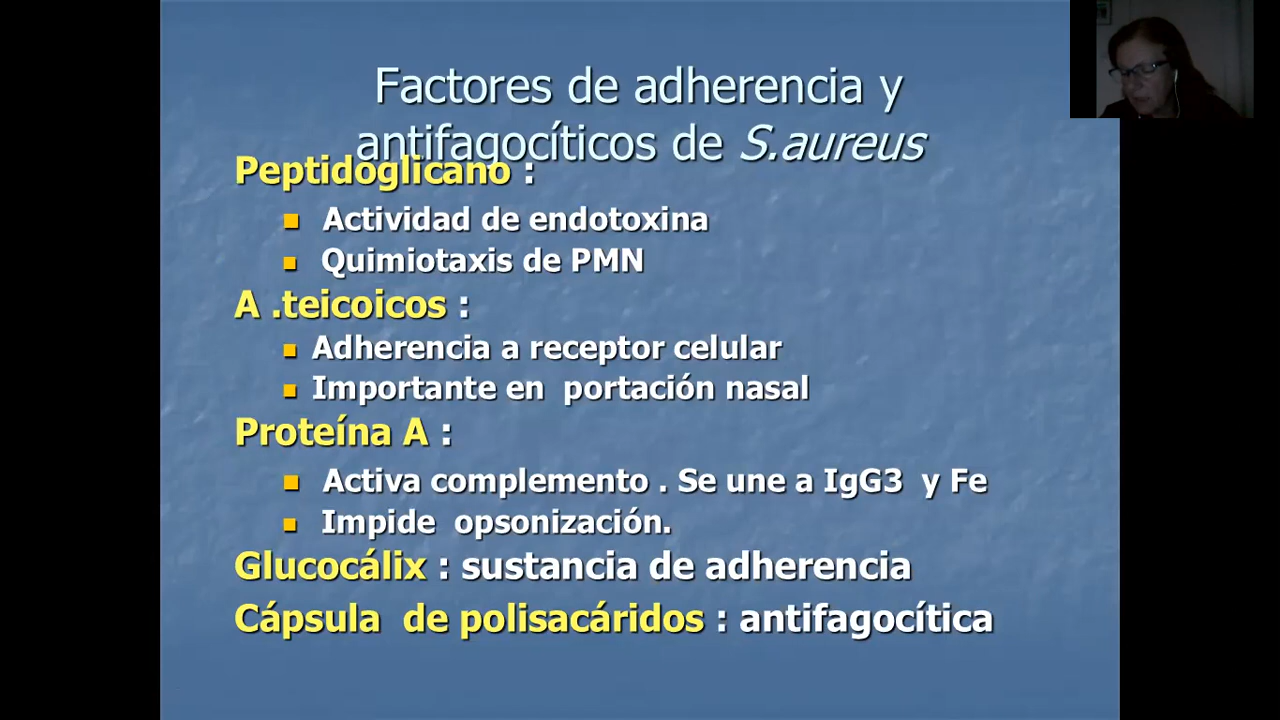 Factores de adherencia y
antifagocíticos de S.aureus
Peptidoglicano :
Actividad de endotoxina
Quimiotaxis de PMN
A .teicoicos :
Adherencia a receptor celular
Importante en  portación nasal
Proteína A :
Activa complemento . Se une a IgG3  y Fe
Impide  opsonización.
Glucocálix : sustancia de adherencia
Cápsula  de polisacáridos : antifagocítica